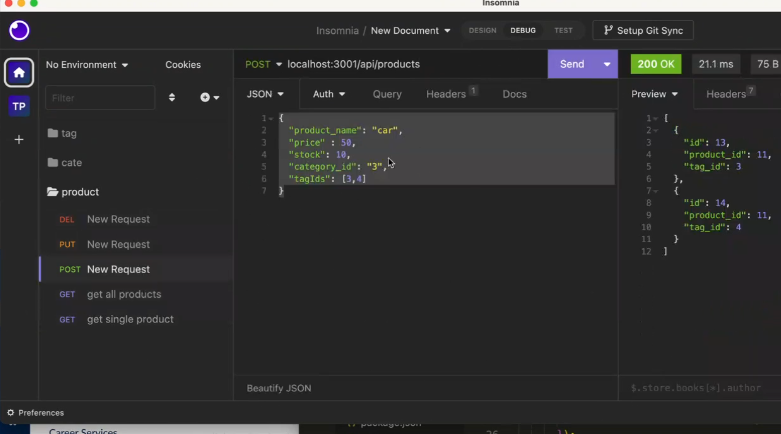 Insomnia
Insomnia / New Document
DESIGN
DEBUG
TEST
Setup Git Sync
No Environment
Cookies
POST localhost:3001/api/products
Send
200 OK
21.1 ms
75 B
Filter
JSON
Auth
Query
Headers 1
Docs
Preview
Headers 7
TP
tag
cate
product
DEL New Request
PUT New Request
POST New Request
GET get all products
GET get single product
1 {
2 "product_name": "car",
3 "price" : 50,
4 "stock": 10,
5 "category_id": "3",
6 "tagIds": [3,4]
7 }
1 [
2 {
3 "id": 13,
4 "product_id": 11,
5 "tag_id": 3
6 },
7 {
8 "id": 14,
9 "product_id": 11,
10 "tag_id": 4
11 }
12 ]
Beautify JSON
$.store.books[*].author
Preferences
Career Services
package.json
26
});